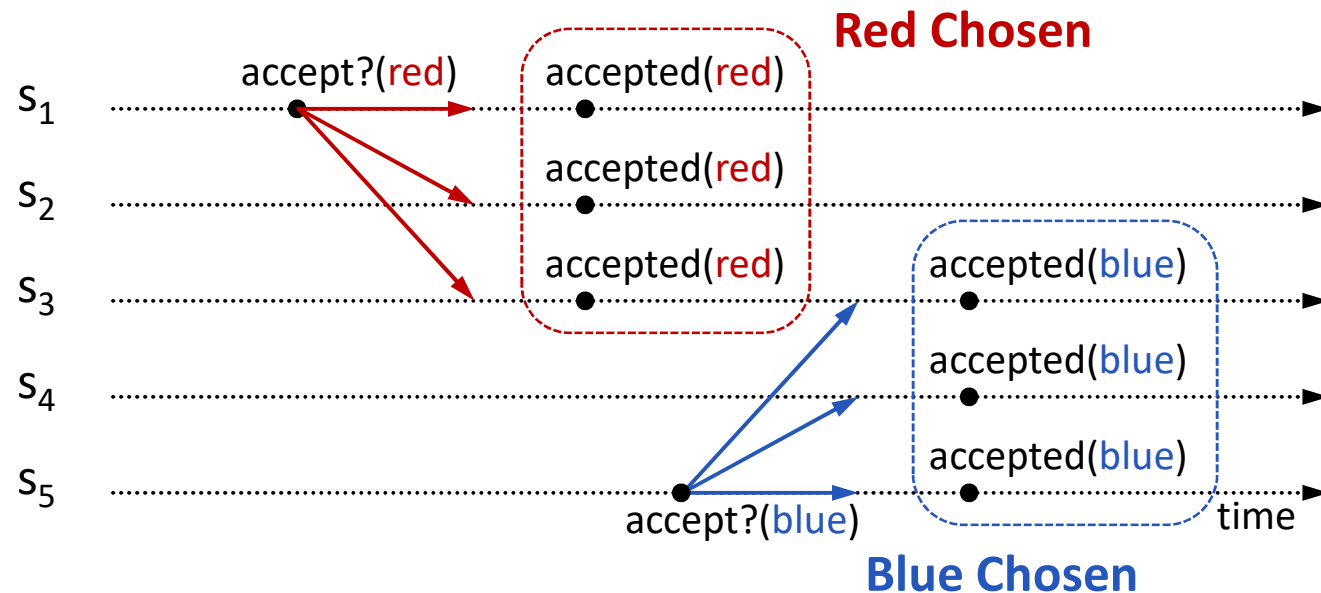 Red Chosen
accept?(red)
accepted(red)
S1
accepted(red)
S2
accepted(red)
accepted(blue)
S3
accepted(blue)
S4
accepted(blue)
S5
accept?(blue)
time
Blue Chosen